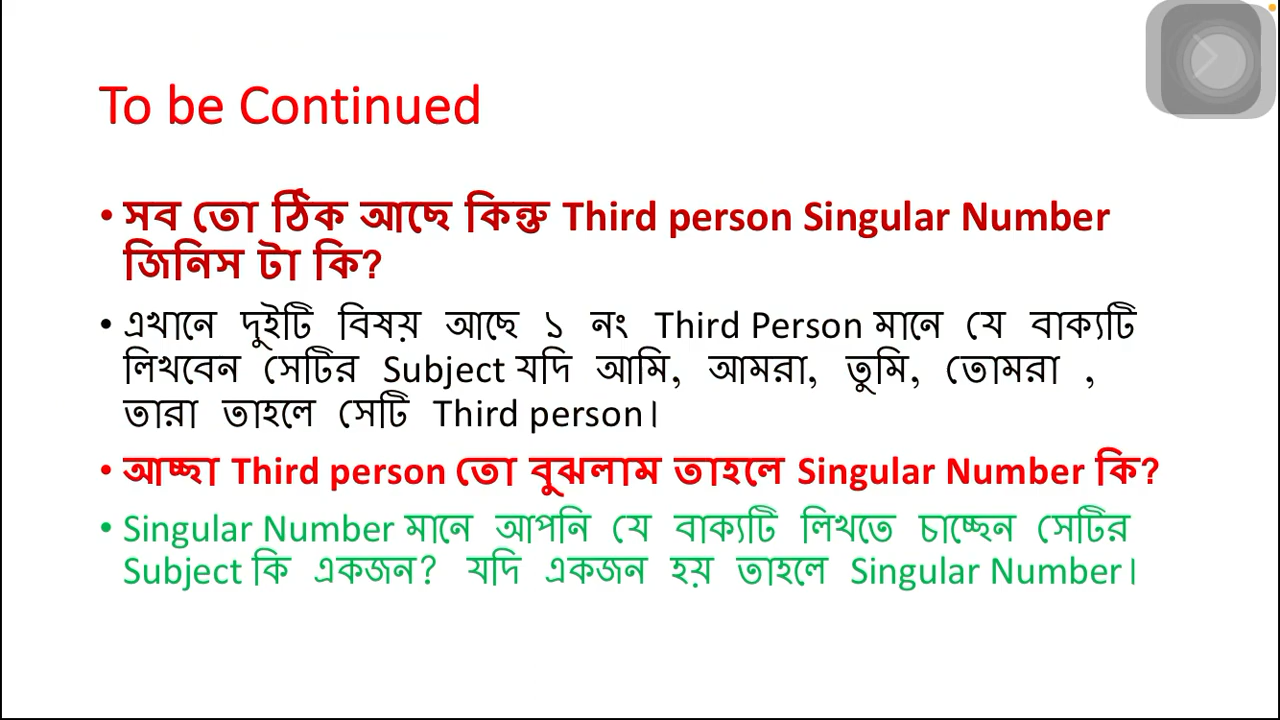 To be Continued
• সব তো ঠিক আছে কিন্তু Third person Singular Number
জিনিস টা কি?
• এখানে দুইটি বিষয় আছে ১ নং Third Person মানে যে বাক্যটি
লিখবেন সেটির Subject যদি আমি, আমরা, তুমি, তোমরা ,
তারা তাহলে সেটি Third person।
• আচ্ছা Third person তো বুঝলাম তাহলে Singular Number কি?
• Singular Number মানে আপনি যে বাক্যটি লিখতে চাচ্ছেন সেটির
Subject কি একজন? যদি একজন হয় তাহলে Singular Number।